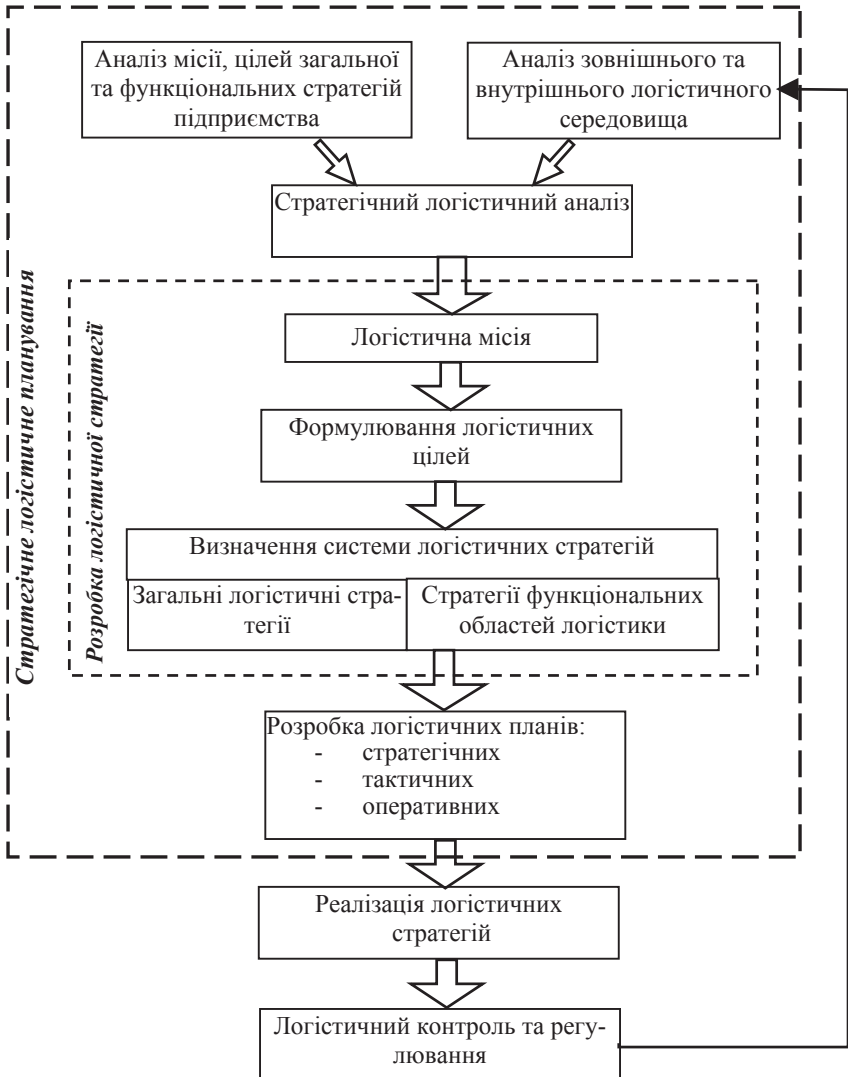 Аналіз місії, цілей загальної
та функціональних стратегій
підприємства
Аналіз зовнішнього та
внутрішнього логістичного
середовища
Стратегічний логістичний аналіз
Стратегічне логістичне планування
Розробка логістичної стратегії
Логістична місія
Формулювання логістичних
цілей
Визначення системи логістичних стратегій
Загальні логістичні стра-
тегії
Стратегії функціональних
областей логістики
Розробка логістичних планів:
- стратегічних
- тактичних
- оперативних
Реалізація логістичних
стратегій
Логістичний контроль та регу-
лювання